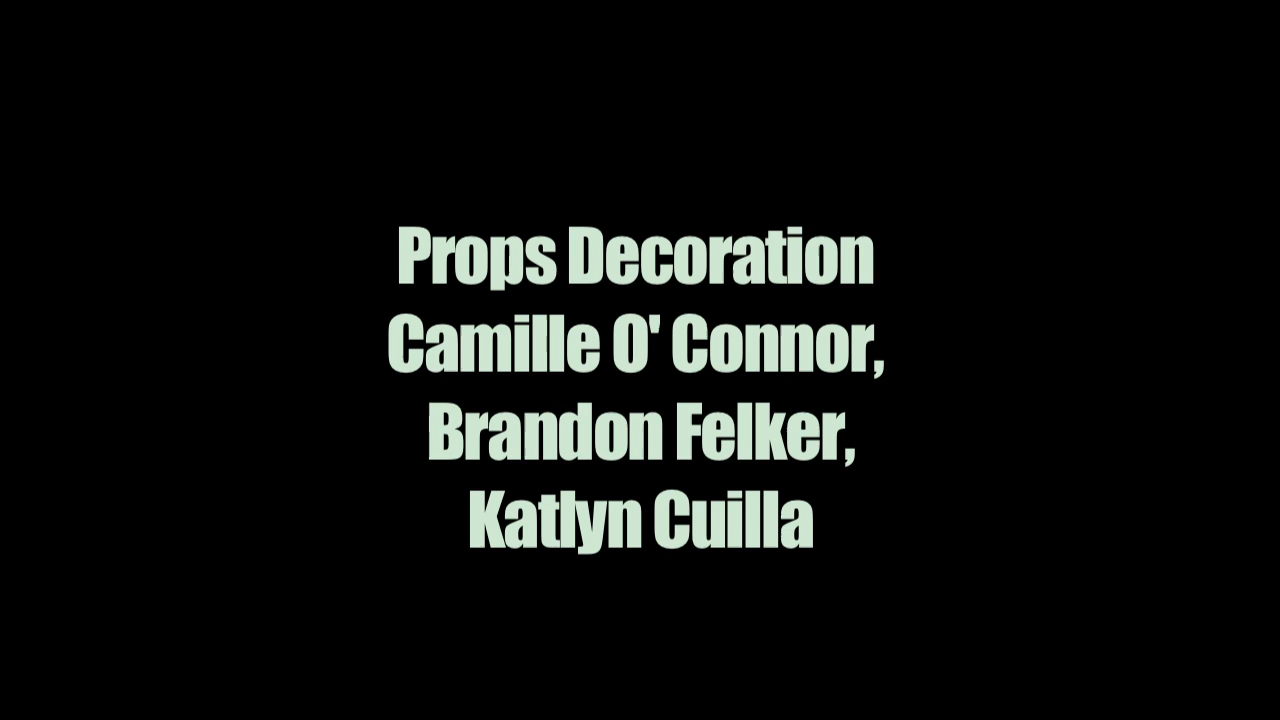 Props Decoration
Camille O' Connor,
Brandon Felker,
Katlyn Cuilla